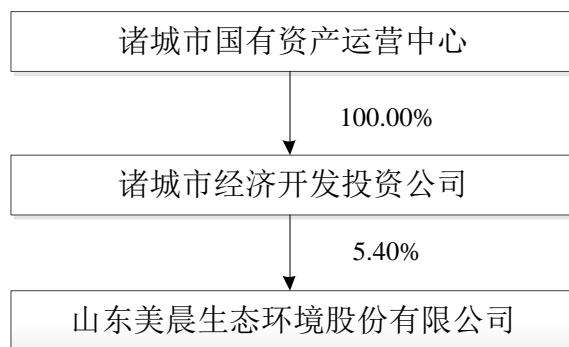 诸城市国有资产运营中心
100.00%
诸城市经济开发投资公司
5.40%
山东美晨生态环境股份有限公司